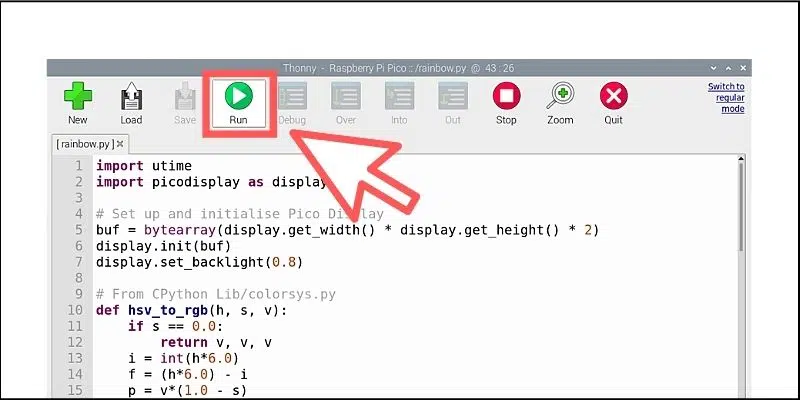 Thonny - Raspberry Pi Pico :: /rainbow.py @ 43 : 26
New Load Save Run Debug Over Into Out Stop Zoom Quit
Switch to
regular
mode
[ rainbow.py ] ×
1 import utime
2 import picodisplay as display
3
4 # Set up and initialise Pico Display
5 buf = bytearray(display.get_width() * display.get_height() * 2)
6 display.init(buf)
7 display.set_backlight(0.8)
8
9 # From CPython Lib/colorsys.py
10 def hsv_to_rgb(h, s, v):
11     if s == 0.0:
12         return v, v, v
13     i = int(h*6.0)
14     f = (h*6.0) - i
15     p = v*(1.0 - s)